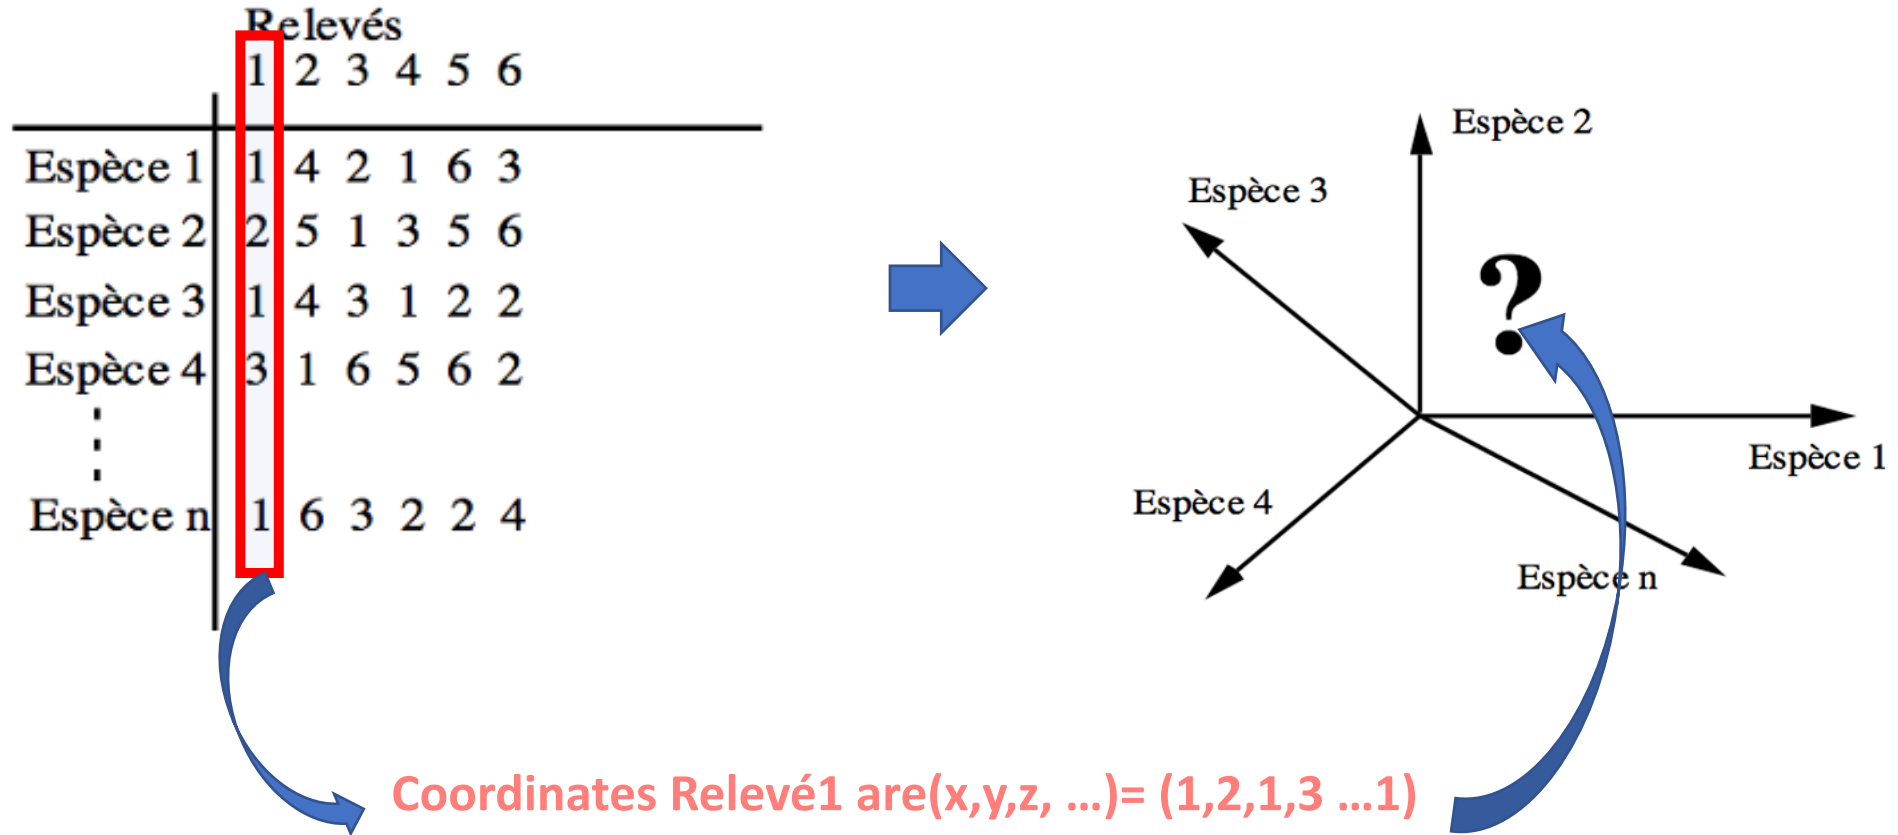 Relevés
1 2 3 4 5 6
Espèce 1 1 4 2 1 6 3
Espèce 2 2 5 1 3 5 6
Espèce 3 1 4 3 1 2 2
Espèce 4 3 1 6 5 6 2
Espèce n 1 6 3 2 2 4
Espèce 2
Espèce 3
?
Espèce 1
Espèce 4
Espèce n
Coordinates Relevé1 are(x,y,z, ...)= (1,2,1,3 ...1)